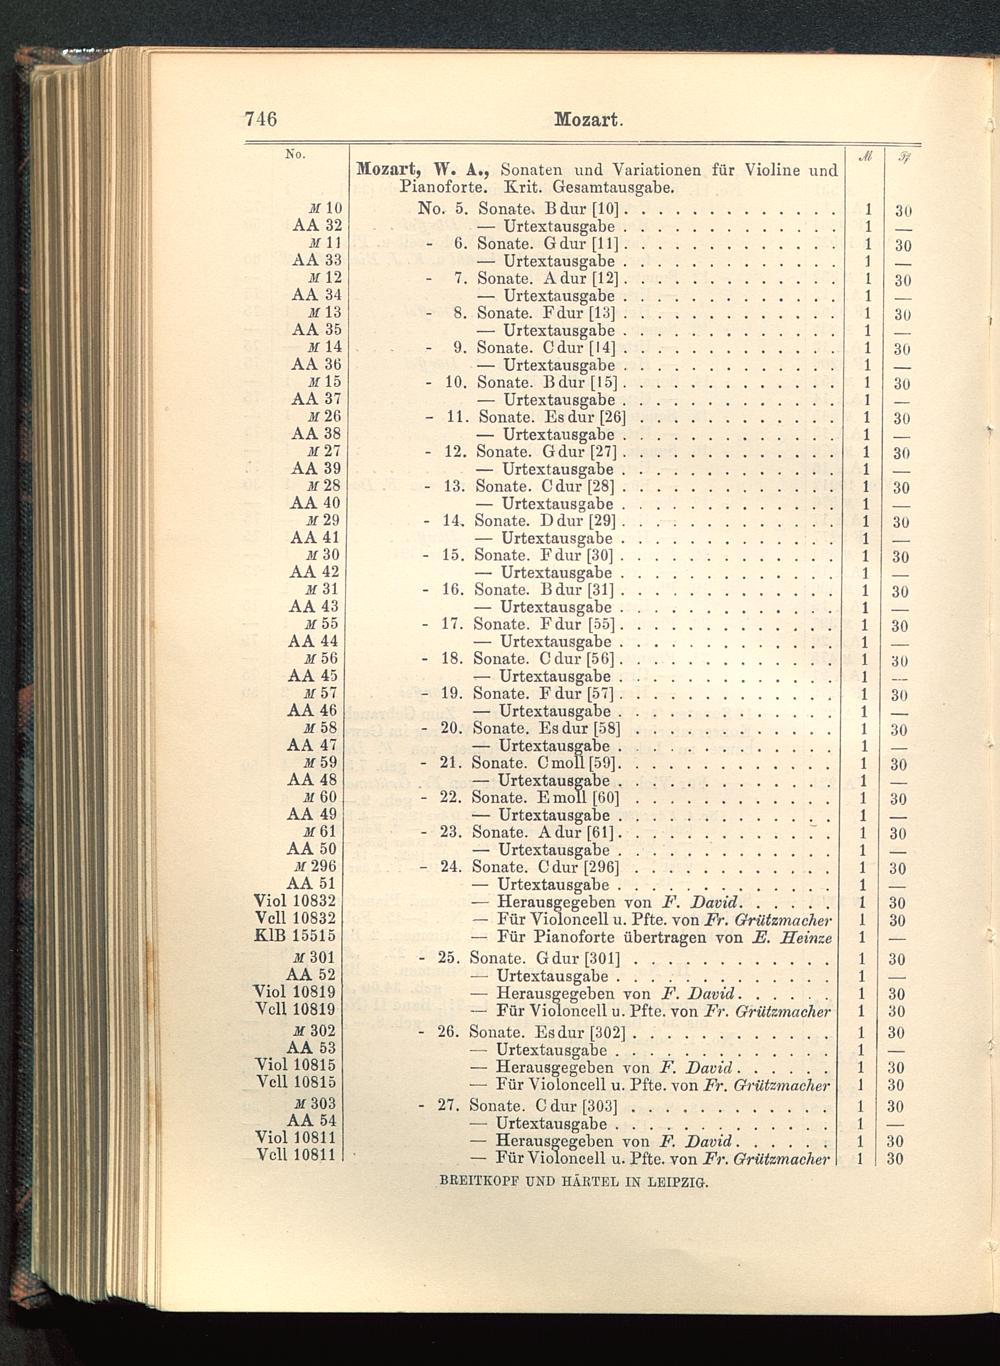 746 Mozart.
No. ℳ ₰
Mozart, W. A., Sonaten und Variationen für Violine und
Pianoforte. Krit. Gesamtausgabe.
M 10 No. 5. Sonate. B dur [10] . . . . . . . . . . . . . 1 30
AA 32 — Urtextausgabe . . . . . . . . . . . . . 1 —
M 11 - 6. Sonate. G dur [11] . . . . . . . . . . . . . 1 30
AA 33 — Urtextausgabe . . . . . . . . . . . . . 1 —
M 12 - 7. Sonate. A dur [12] . . . . . . . . . . . . . 1 30
AA 34 — Urtextausgabe . . . . . . . . . . . . . 1 —
M 13 - 8. Sonate. F dur [13] . . . . . . . . . . . . . 1 30
AA 35 — Urtextausgabe . . . . . . . . . . . . . 1 —
M 14 - 9. Sonate. C dur [14] . . . . . . . . . . . . . 1 30
AA 36 — Urtextausgabe . . . . . . . . . . . . . 1 —
M 15 - 10. Sonate. B dur [15] . . . . . . . . . . . . . 1 30
AA 37 — Urtextausgabe . . . . . . . . . . . . . 1 —
M 26 - 11. Sonate. Es dur [26] . . . . . . . . . . . . 1 30
AA 38 — Urtextausgabe . . . . . . . . . . . . . 1 —
M 27 - 12. Sonate. G dur [27] . . . . . . . . . . . . . 1 30
AA 39 — Urtextausgabe . . . . . . . . . . . . . 1 —
M 28 - 13. Sonate. C dur [28] . . . . . . . . . . . . . 1 30
AA 40 — Urtextausgabe . . . . . . . . . . . . . 1 —
M 29 - 14. Sonate. D dur [29] . . . . . . . . . . . . . 1 30
AA 41 — Urtextausgabe . . . . . . . . . . . . . 1 —
M 30 - 15. Sonate. F dur [30] . . . . . . . . . . . . . 1 30
AA 42 — Urtextausgabe . . . . . . . . . . . . . 1 —
M 31 - 16. Sonate. B dur [31] . . . . . . . . . . . . . 1 30
AA 43 — Urtextausgabe . . . . . . . . . . . . . 1 —
M 55 - 17. Sonate. F dur [55] . . . . . . . . . . . . . 1 30
AA 44 — Urtextausgabe . . . . . . . . . . . . . 1 —
M 56 - 18. Sonate. C dur [56] . . . . . . . . . . . . . 1 30
AA 45 — Urtextausgabe . . . . . . . . . . . . . 1 —
M 57 - 19. Sonate. F dur [57] . . . . . . . . . . . . . 1 30
AA 46 — Urtextausgabe . . . . . . . . . . . . . 1 —
M 58 - 20. Sonate. Es dur [58] . . . . . . . . . . . . 1 30
AA 47 — Urtextausgabe . . . . . . . . . . . . . 1 —
M 59 - 21. Sonate. C moll [59] . . . . . . . . . . . . . 1 30
AA 48 — Urtextausgabe . . . . . . . . . . . . . 1 —
M 60 - 22. Sonate. E moll [60] . . . . . . . . . . . . 1 30
AA 49 — Urtextausgabe . . . . . . . . . . . . . 1 —
M 61 - 23. Sonate. A dur [61] . . . . . . . . . . . . . 1 30
AA 50 — Urtextausgabe . . . . . . . . . . . . . 1 —
M 296 - 24. Sonate. C dur [296] . . . . . . . . . . . . 1 30
AA 51 — Urtextausgabe . . . . . . . . . . . . . 1 —
Viol 10832 — Herausgegeben von F. David . . . . . . 1 30
Vcll 10832 — Für Violoncell u. Pfte. von Fr. Grützmacher 1 30
KlB 15515 — Für Pianoforte übertragen von E. Heinze 1 —
M 301 - 25. Sonate. G dur [301] . . . . . . . . . . . . 1 30
AA 52 — Urtextausgabe . . . . . . . . . . . . . 1 —
Viol 10819 — Herausgegeben von F. David . . . . . . 1 30
Vcll 10819 — Für Violoncell u. Pfte. von Fr. Grützmacher 1 30
M 302 - 26. Sonate. Es dur [302] . . . . . . . . . . . . 1 30
AA 53 — Urtextausgabe . . . . . . . . . . . . . 1 —
Viol 10815 — Herausgegeben von F. David . . . . . . 1 30
Vcll 10815 — Für Violoncell u. Pfte. von Fr. Grützmacher 1 30
M 303 - 27. Sonate. C dur [303] . . . . . . . . . . . . 1 30
AA 54 — Urtextausgabe . . . . . . . . . . . . . 1 —
Viol 10811 — Herausgegeben von F. David . . . . . . 1 30
Vcll 10811 — Für Violoncell u. Pfte. von Fr. Grützmacher 1 30
BREITKOPF UND HÄRTEL IN LEIPZIG.